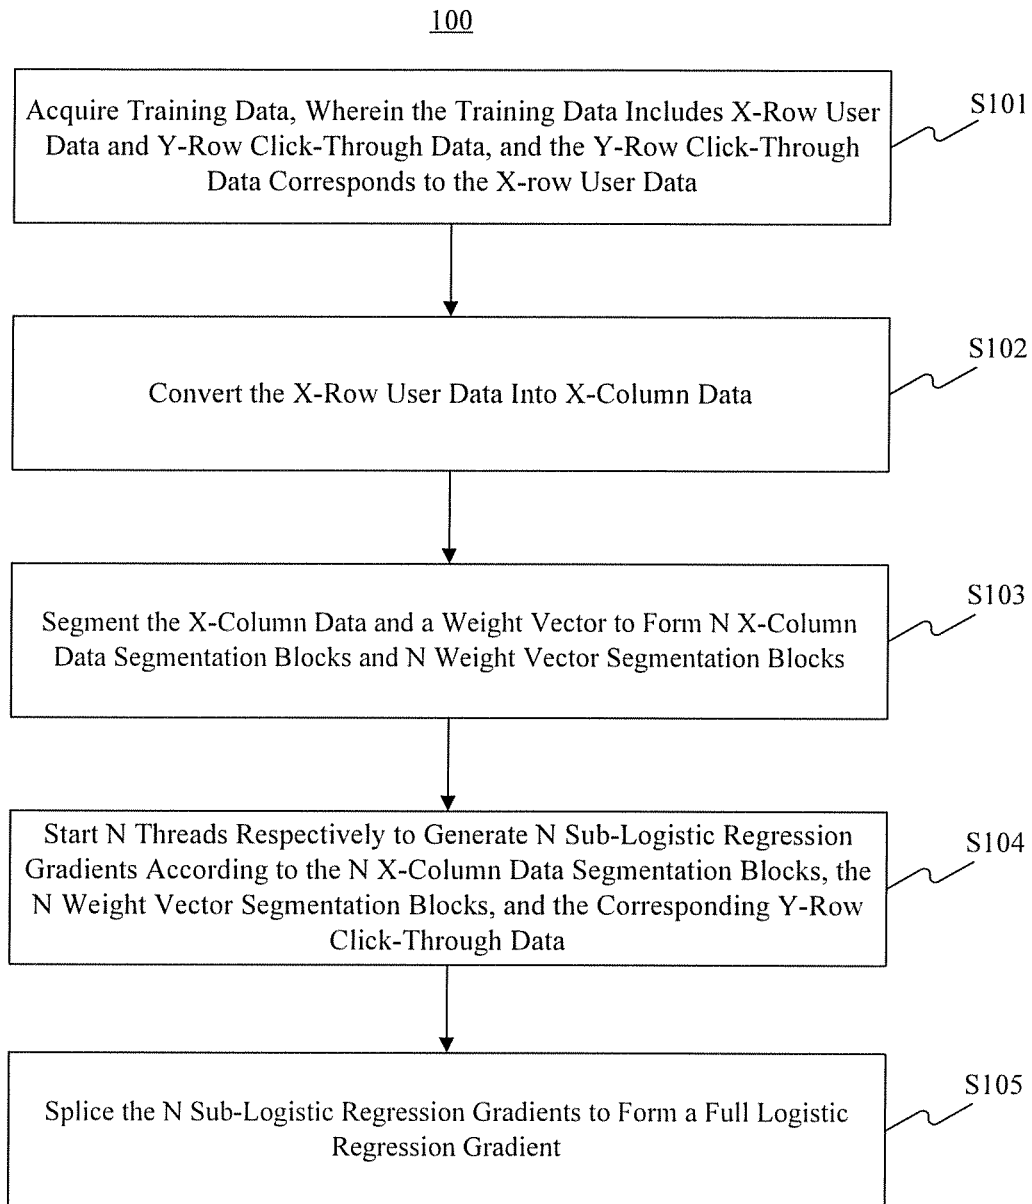 100
Acquire Training Data, Wherein the Training Data Includes X-Row User
Data and Y-Row Click-Through Data, and the Y-Row Click-Through
Data Corresponds to the X-row User Data
S101
Convert the X-Row User Data Into X-Column Data
S102
Segment the X-Column Data and a Weight Vector to Form N X-Column
Data Segmentation Blocks and N Weight Vector Segmentation Blocks
S103
Start N Threads Respectively to Generate N Sub-Logistic Regression
Gradients According to the N X-Column Data Segmentation Blocks, the
N Weight Vector Segmentation Blocks, and the Corresponding Y-Row
Click-Through Data
S104
Splice the N Sub-Logistic Regression Gradients to Form a Full Logistic
Regression Gradient
S105